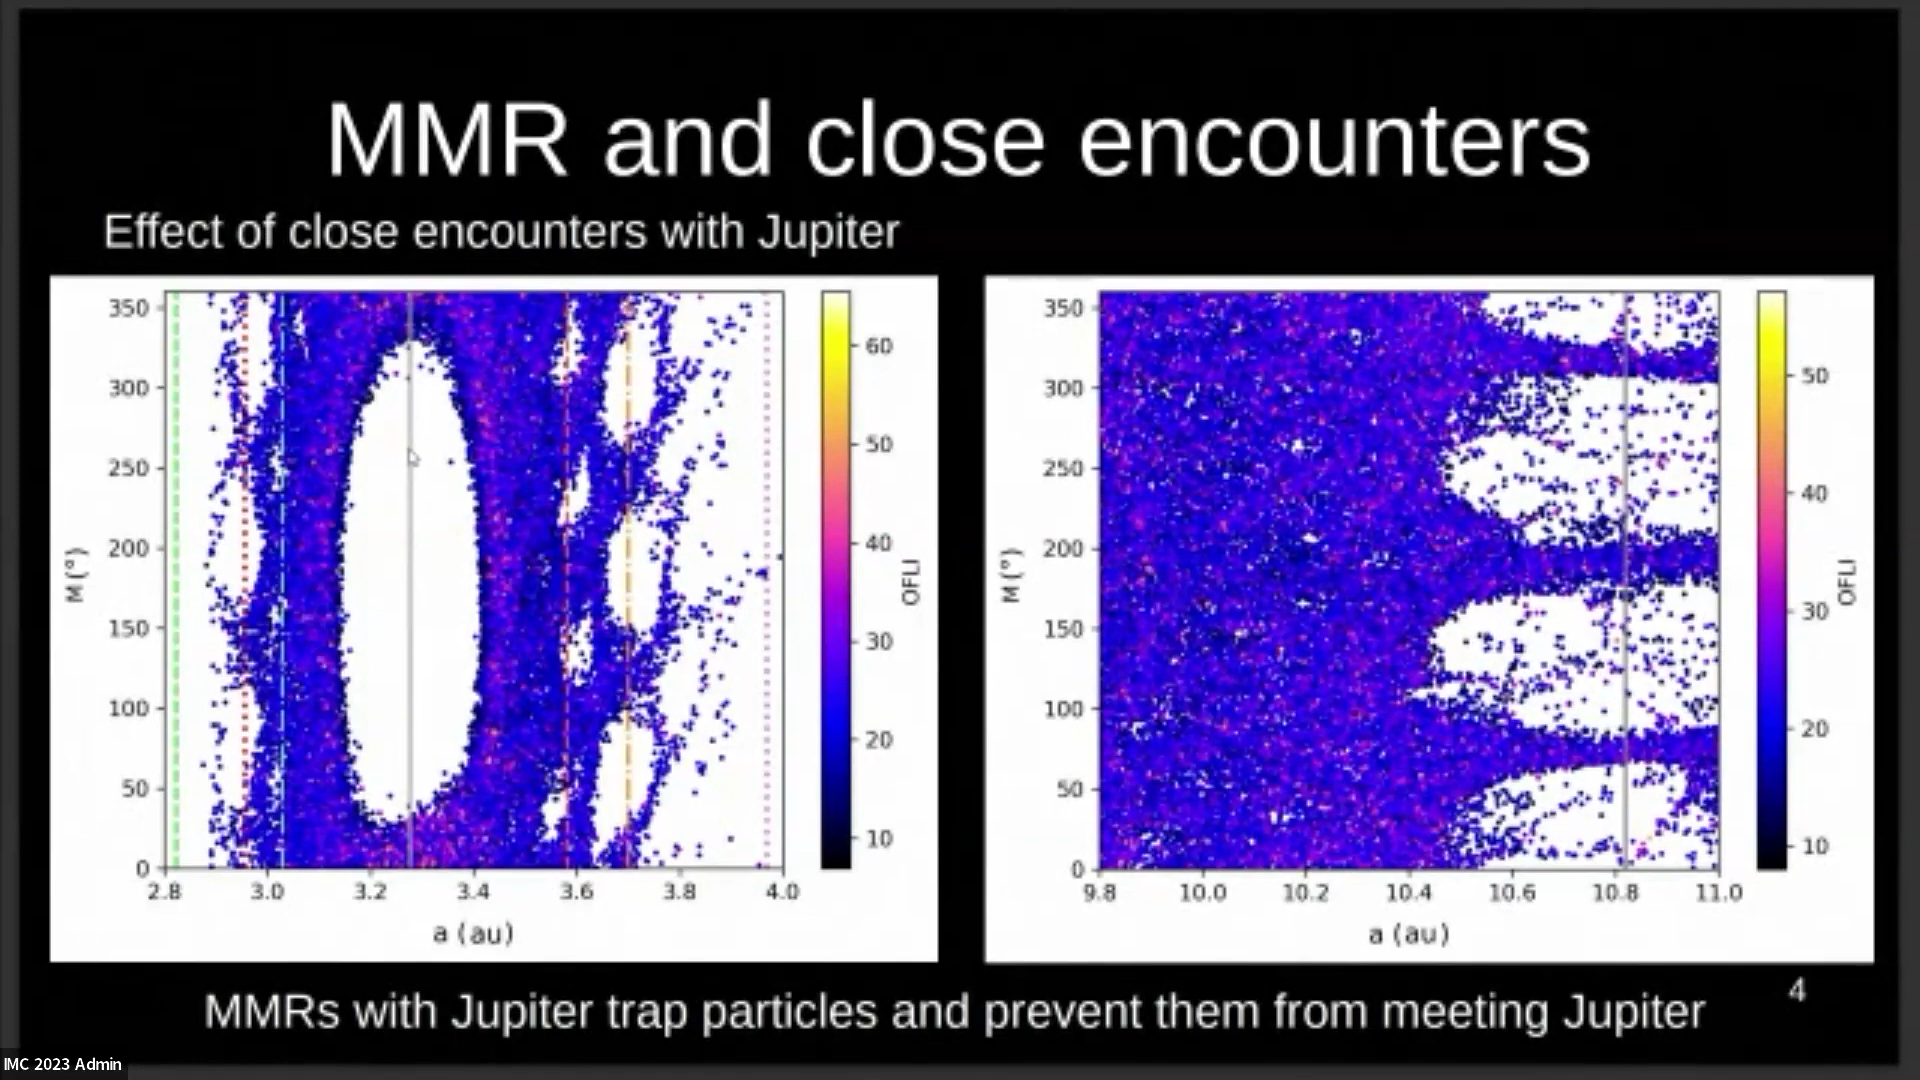 MMR and close encounters
Effect of close encounters with Jupiter
350
300
250
200
150
100
50
0
M (°)
2.8 3.0 3.2 3.4 3.6 3.8 4.0
a (au)
60
50
40
30
20
10
OFLI
350
300
250
200
150
100
50
0
M (°)
9.8 10.0 10.2 10.4 10.6 10.8 11.0
a (au)
50
40
30
20
10
OFLI
MMRs with Jupiter trap particles and prevent them from meeting Jupiter
4
IMC 2023 Admin